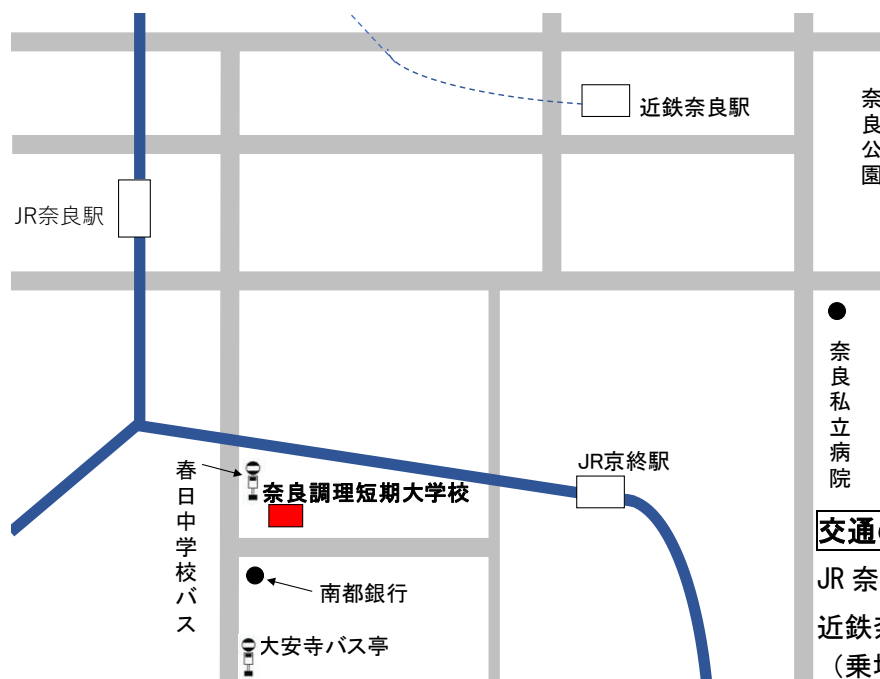 近鉄奈良駅
奈良公園
JR奈良駅
奈良私立病院
JR京終駅
春日中学校バス
奈良調理短期大学校
交通
JR 奈
近鉄
南都銀行
大安寺バス亭
（乗